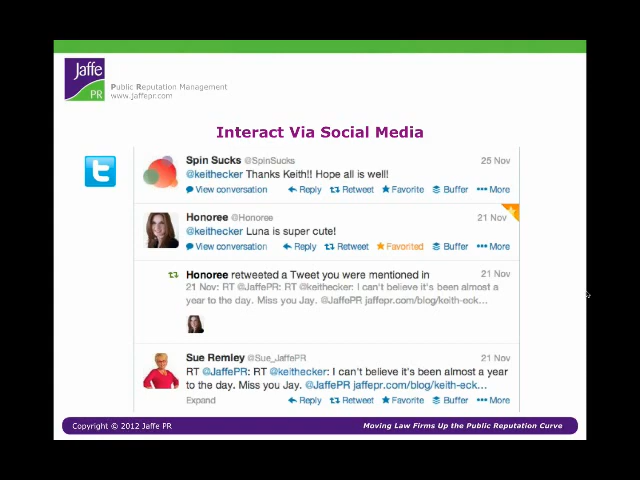 Jaffe
PR
Public Reputation Management
www.jaffepr.com
Interact Via Social Media
Spin Sucks @SpinSucks 25 Nov
@keithecker Thanks Keith!! Hope all is well!
View conversation Reply Retweet Favorite Buffer More
Honoree @Honoree 21 Nov
@keithecker Luna is super cute!
View conversation Reply Retweet Favorited Buffer More
Honoree retweeted a Tweet you were mentioned in 21 Nov
21 Nov: RT @JaffePR: RT @keithecker: I can't believe it's been almost a
year to the day. Miss you Jay. @JaffePR jaffepr.com/blog/keith-eck...
Sue Remley @Sue_JaffePR 21 Nov
RT @JaffePR: RT @keithecker: I can't believe it's been almost a year
to the day. Miss you Jay. @JaffePR jaffepr.com/blog/keith-eck...
Expand Reply Retweet Favorite Buffer More
Copyright © 2012 Jaffe PR
Moving Law Firms Up the Public Reputation Curve